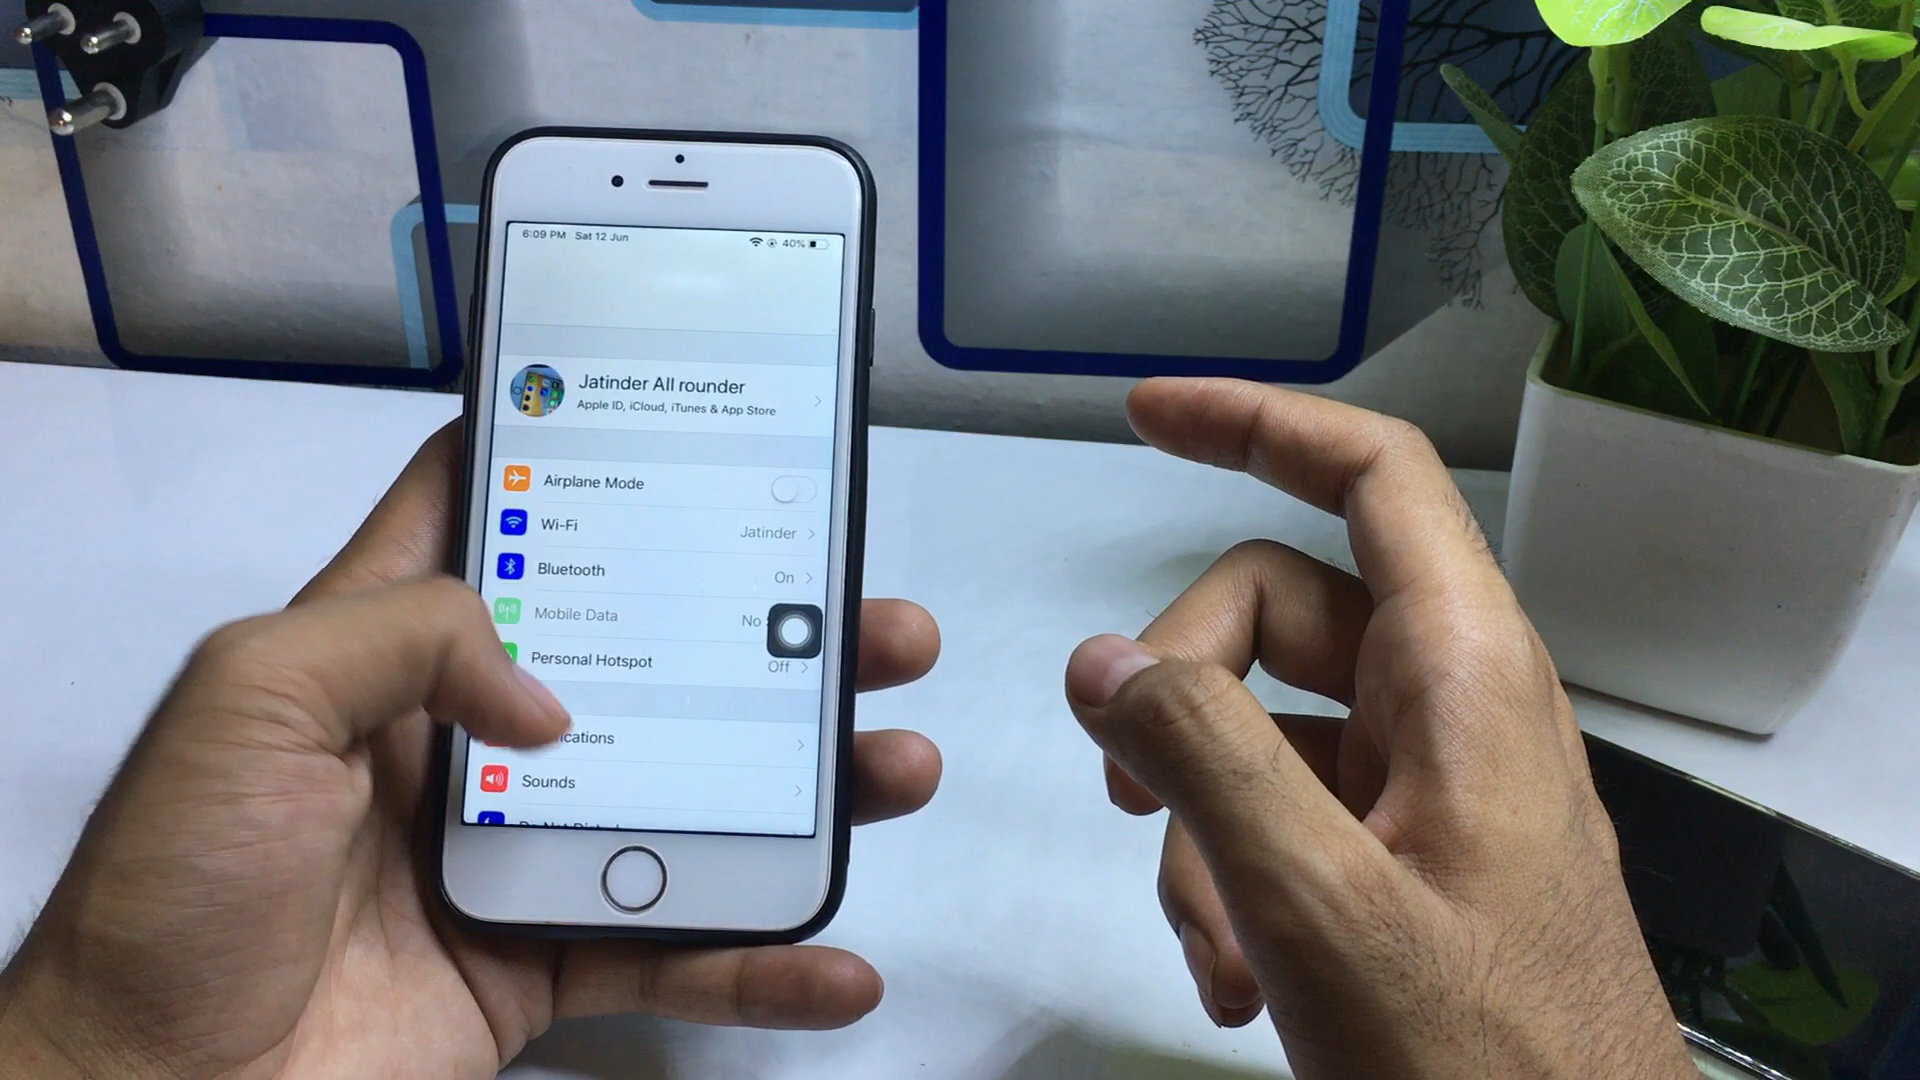 6:09 PM Sat 12 Jun 40%
Jatinder All rounder
Apple ID, iCloud, iTunes & App Store
Airplane Mode
Wi-Fi Jatinder
Bluetooth On
Mobile Data No
Personal Hotspot Off
ications
Sounds